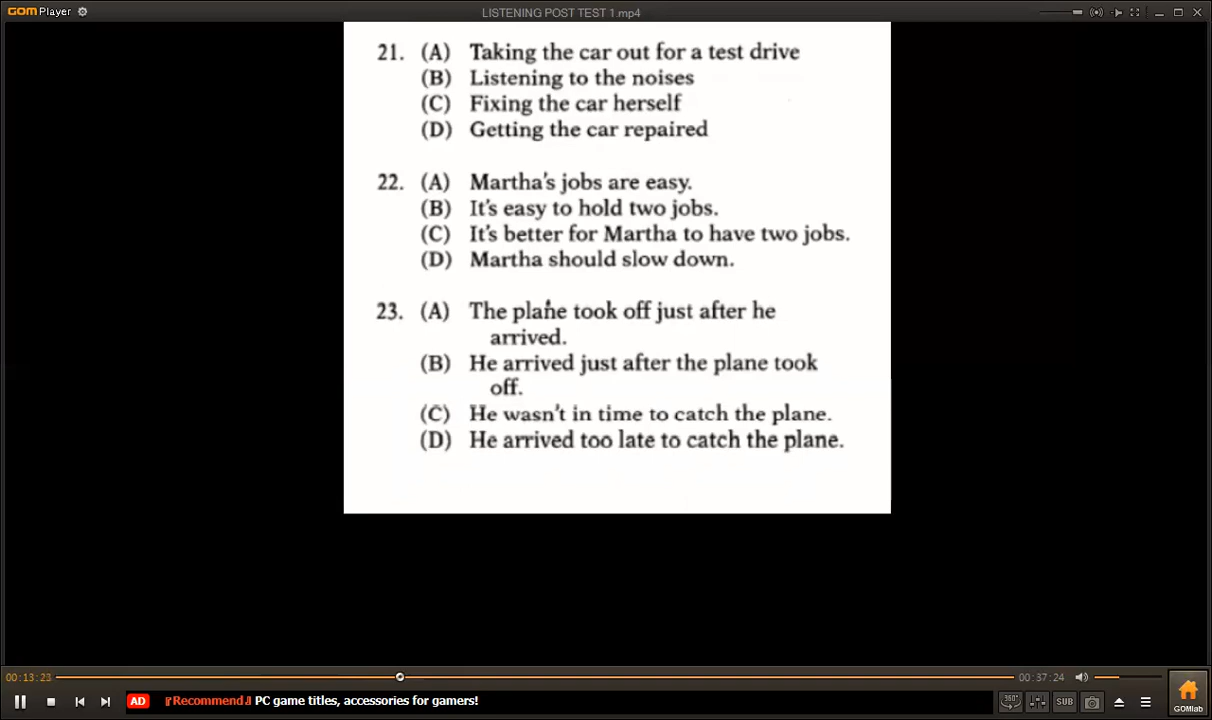 GOM Player
LISTENING POST TEST 1.mp4
21. (A) Taking the car out for a test drive
(B) Listening to the noises
(C) Fixing the car herself
(D) Getting the car repaired
22. (A) Martha's jobs are easy.
(B) It's easy to hold two jobs.
(C) It's better for Martha to have two jobs.
(D) Martha should slow down.
23. (A) The plane took off just after he
arrived.
(B) He arrived just after the plane took
off.
(C) He wasn't in time to catch the plane.
(D) He arrived too late to catch the plane.
00:13:23
00:37:24
AD 『Recommend』 PC game titles, accessories for gamers!
360°
SUB
GOMlab